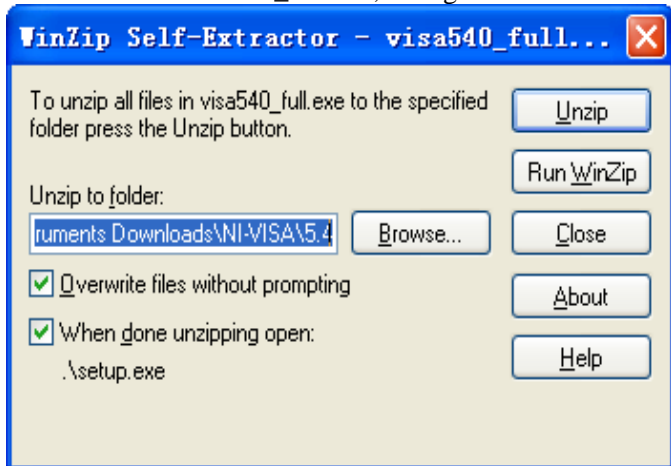 WinZip Self-Extractor - visa540_full...
To unzip all files in visa540_full.exe to the specified
folder press the Unzip button.
Unzip to folder:
ruments Downloads\NI-VISA\5.4
Browse...
Overwrite files without prompting
When done unzipping open:
.\setup.exe
Unzip
Run WinZip
Close
About
Help